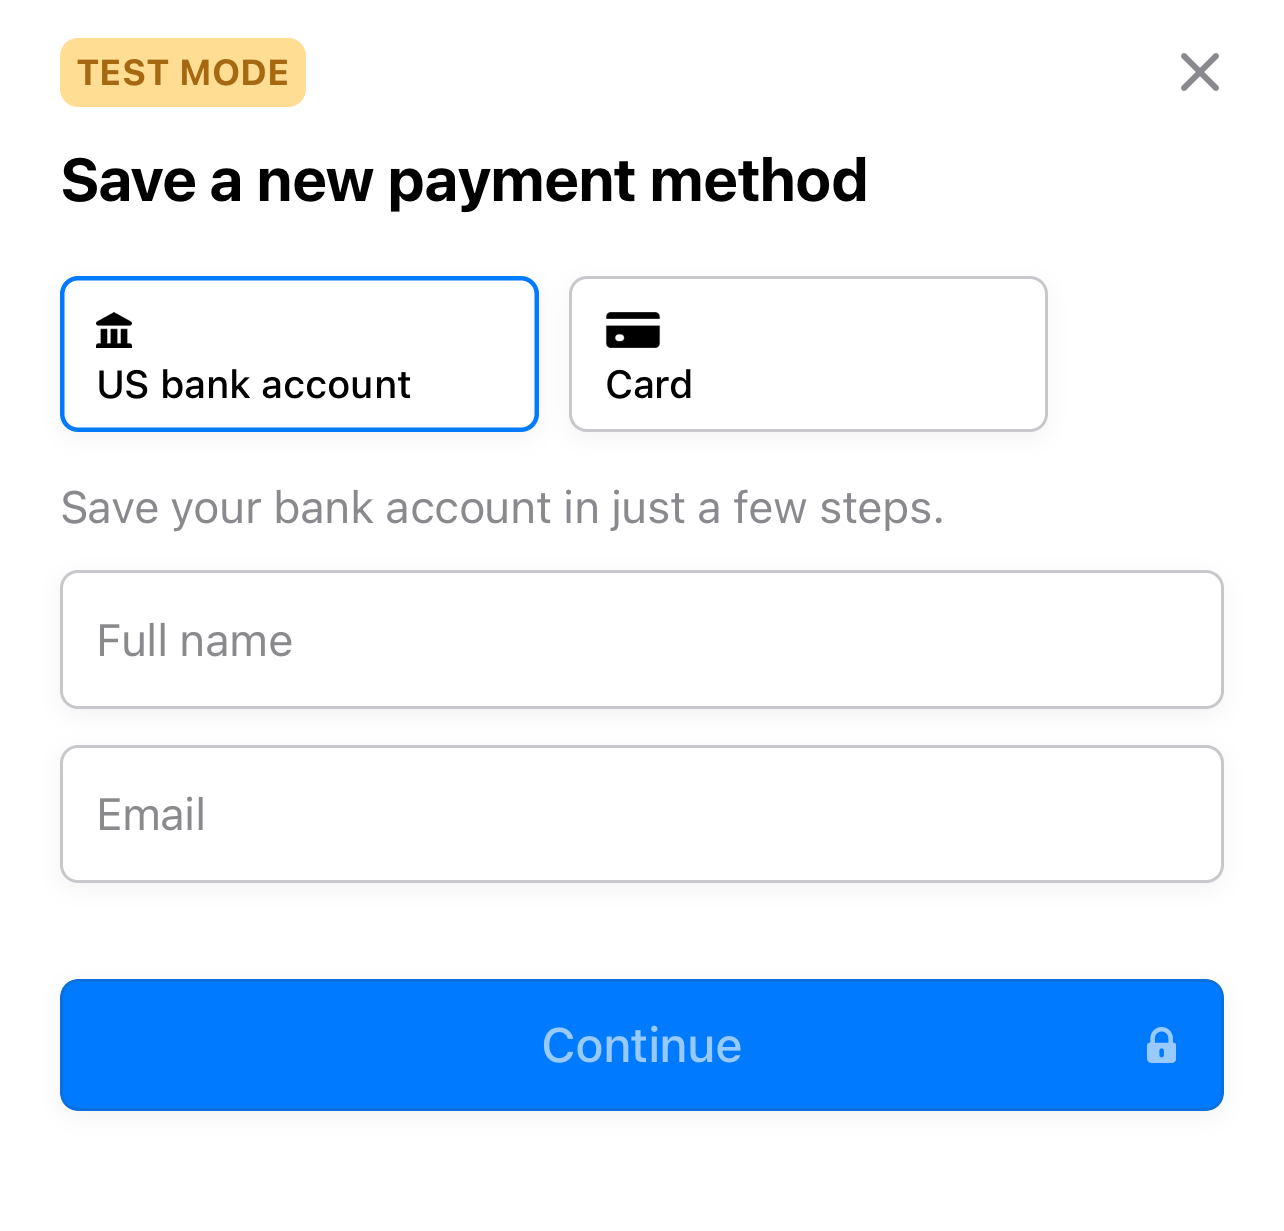 TEST MODE
Save a new payment method
US bank account
Card
Save your bank account in just a few steps.
Full name
Email
Continue